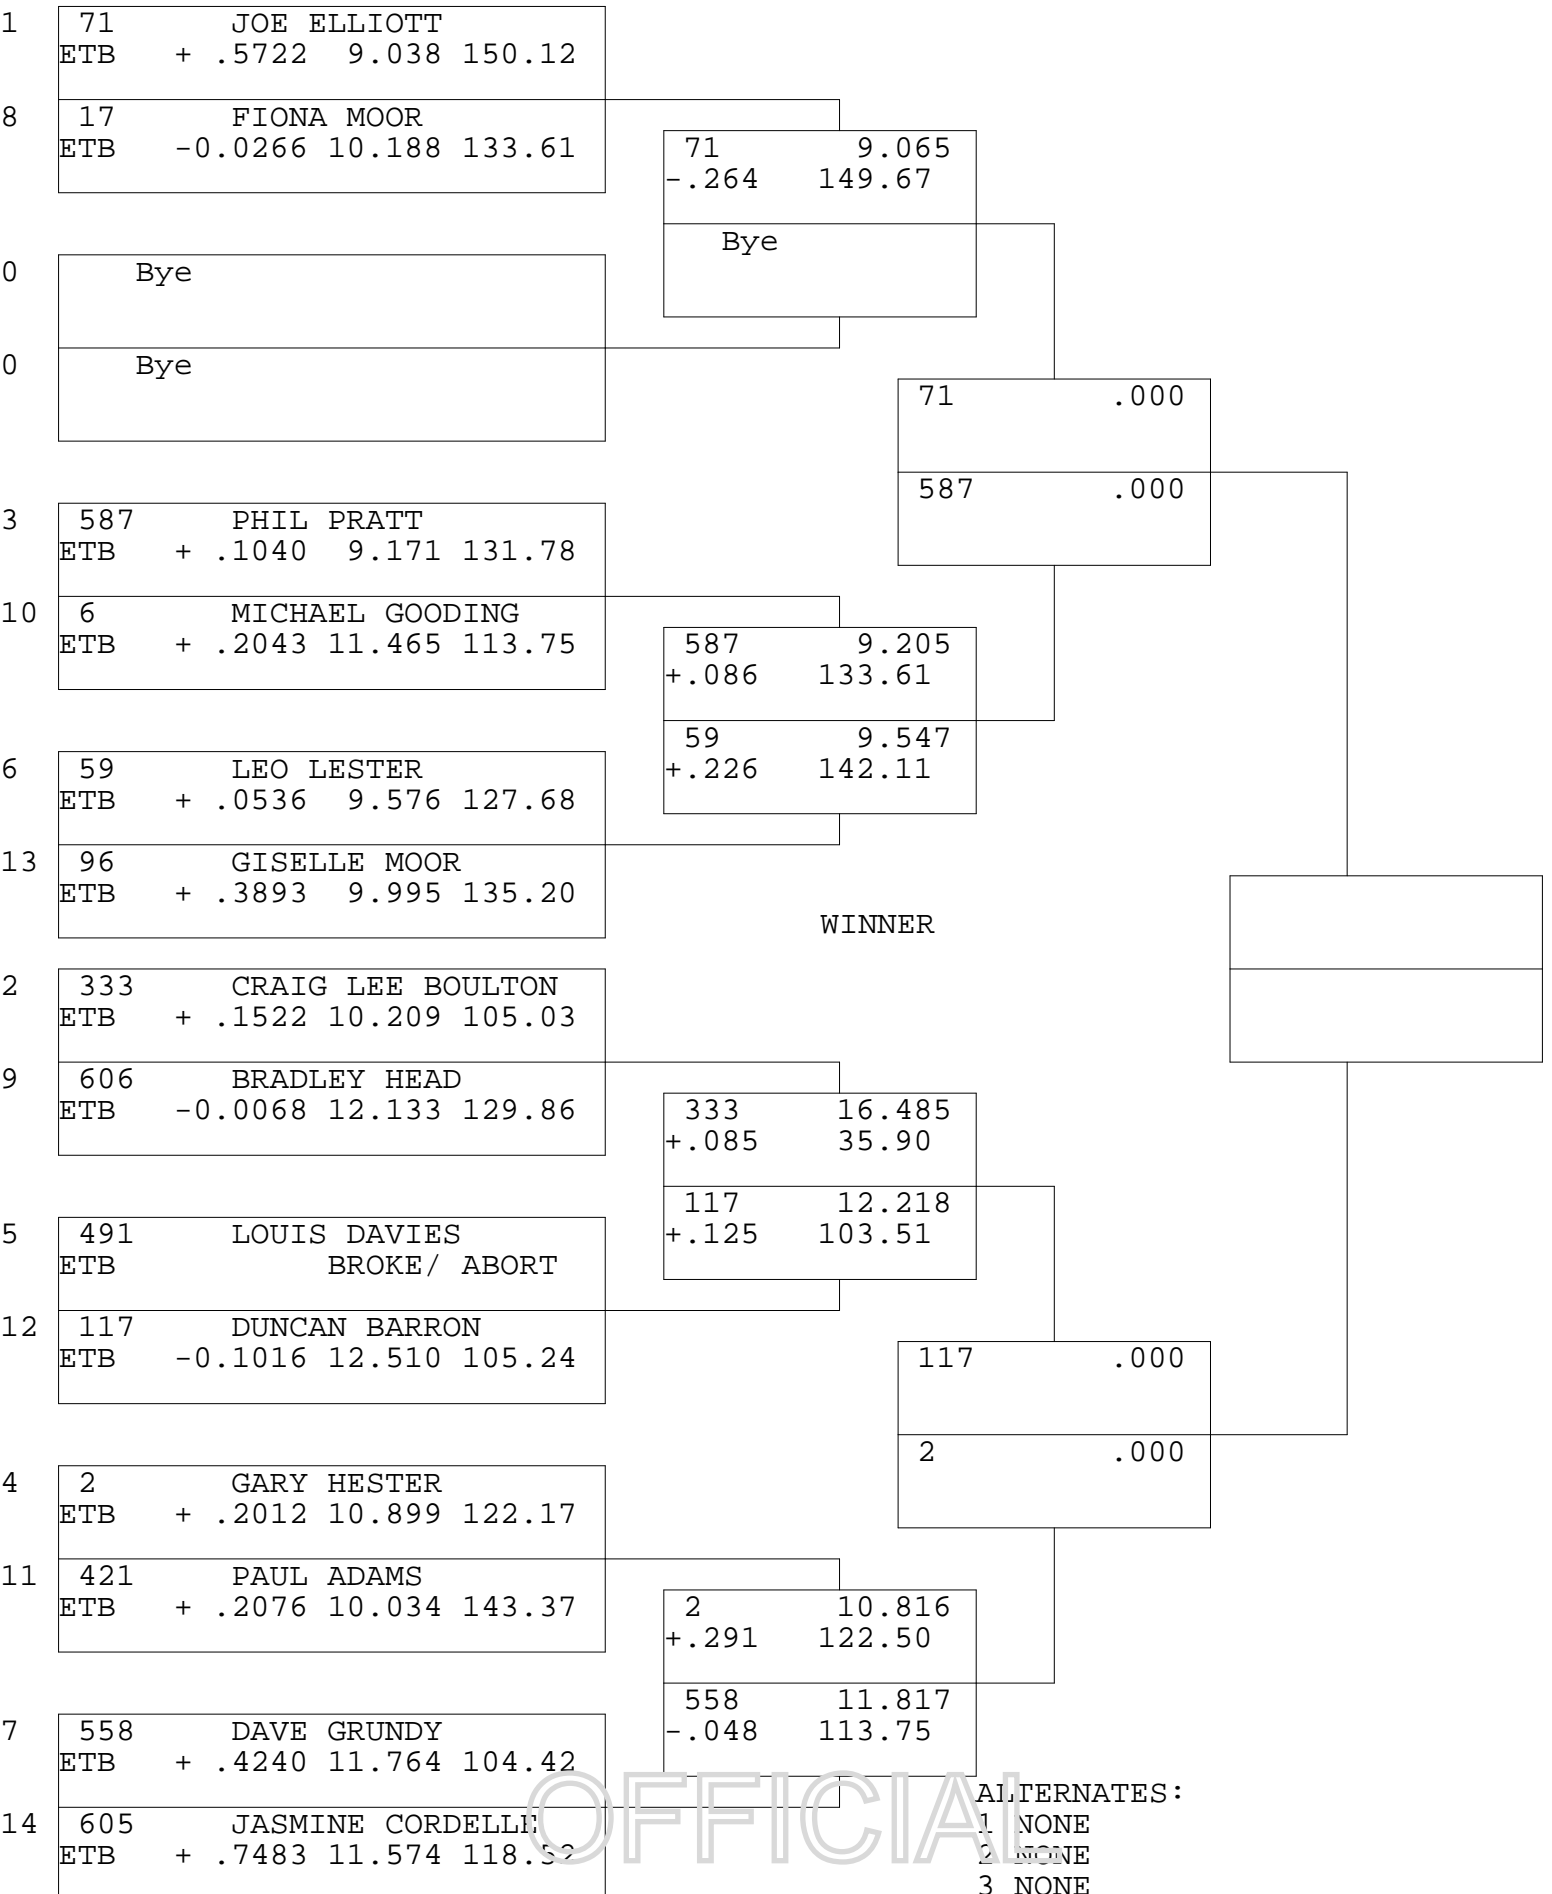 1 71 JOE ELLIOTT
ETB + .5722 9.038 150.12
8 17 FIONA MOOR
ETB -0.0266 10.188 133.61
71 9.065
-.264 149.67
Bye
0 Bye
0 Bye
71 .000
587 .000
3 587 PHIL PRATT
ETB + .1040 9.171 131.78
10 6 MICHAEL GOODING
ETB + .2043 11.465 113.75
587 9.205
+.086 133.61
59 9.547
+.226 142.11
6 59 LEO LESTER
ETB + .0536 9.576 127.68
13 96 GISELLE MOOR
ETB + .3893 9.995 135.20
WINNER
2 333 CRAIG LEE BOULTON
ETB + .1522 10.209 105.03
9 606 BRADLEY HEAD
ETB -0.0068 12.133 129.86
333 16.485
+.085 35.90
117 12.218
+.125 103.51
5 491 LOUIS DAVIES
ETB BROKE/ ABORT
12 117 DUNCAN BARRON
ETB -0.1016 12.510 105.24
117 .000
2 .000
4 2 GARY HESTER
ETB + .2012 10.899 122.17
11 421 PAUL ADAMS
ETB + .2076 10.034 143.37
2 10.816
+.291 122.50
558 11.817
-.048 113.75
7 558 DAVE GRUNDY
ETB + .4240 11.764 104.42
14 605 JASMINE CORDELLE
ETB + .7483 11.574 118.52
OFFICIAL
ALTERNATES:
1 NONE
2 NONE
3 NONE